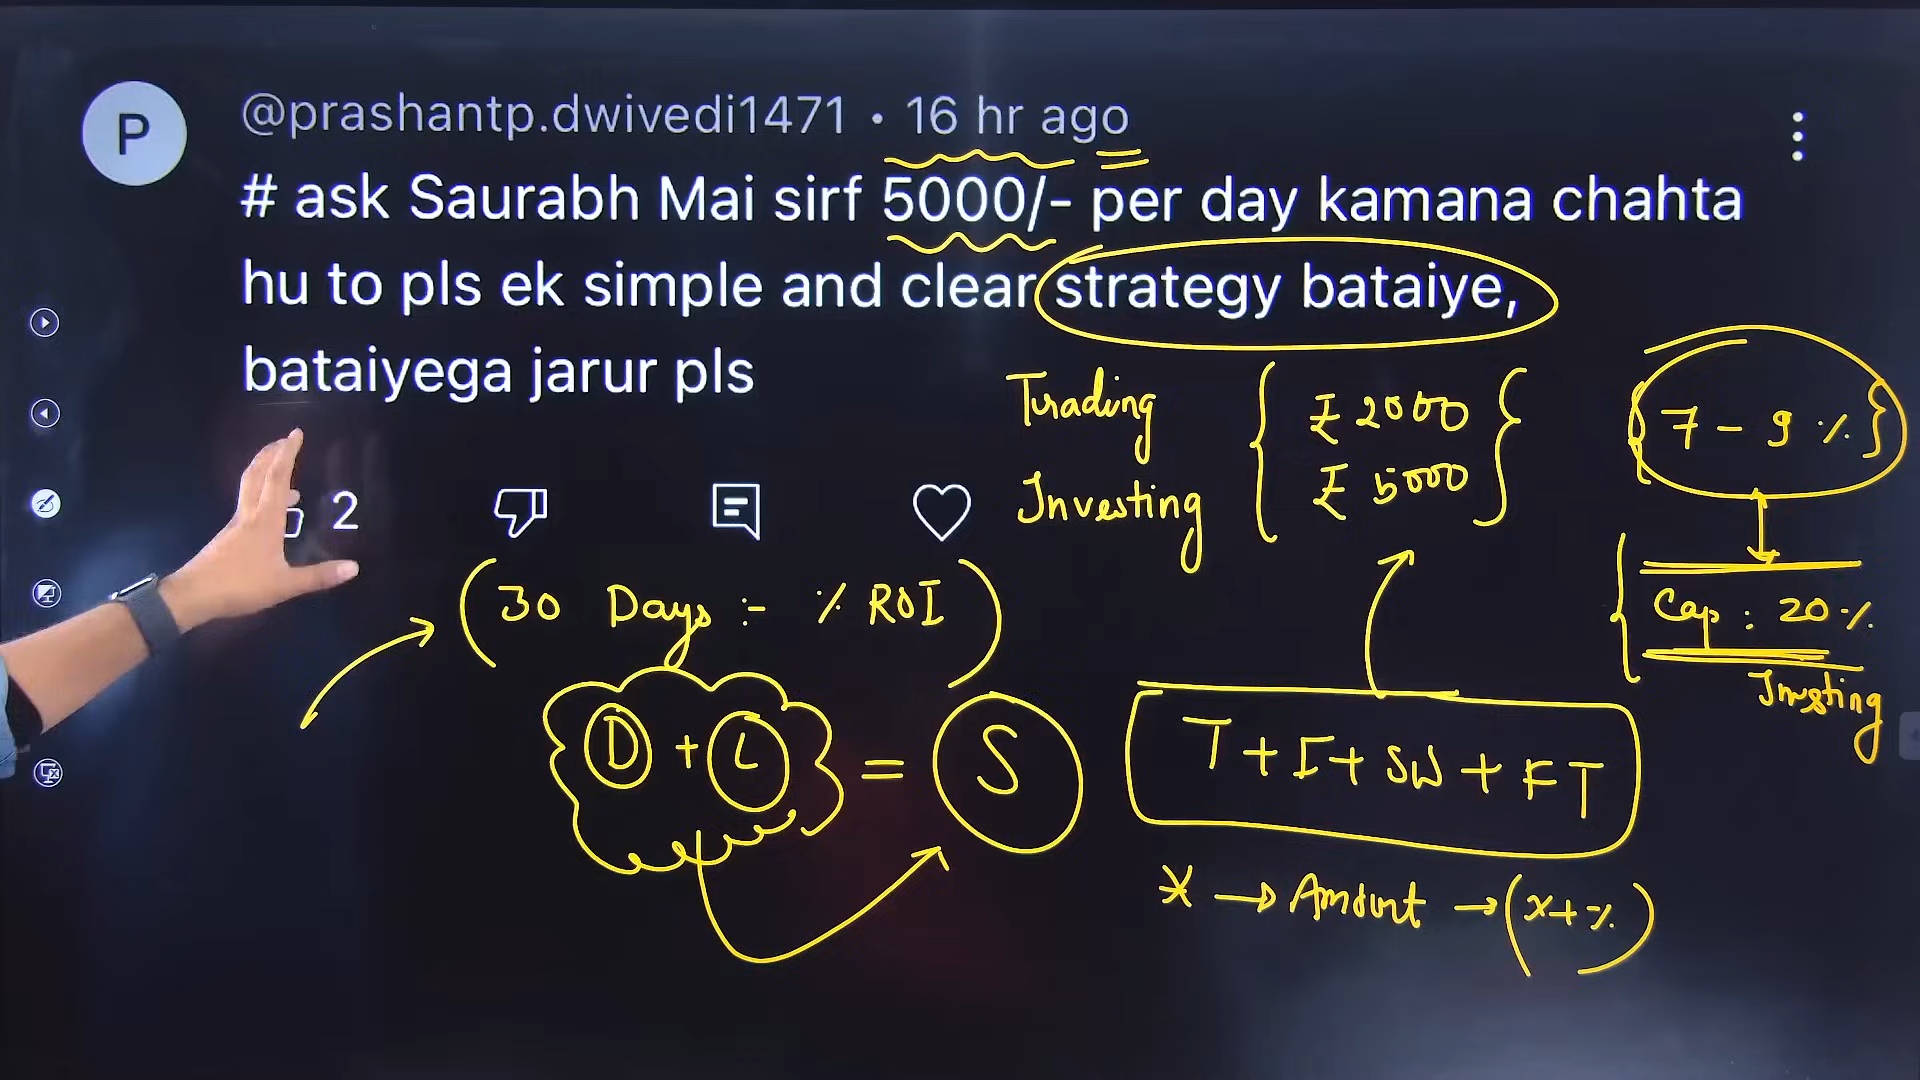 P
@prashantp.dwivedi1471 • 16 hr ago
# ask Saurabh Mai sirf 5000/- per day kamana chahta
hu to pls ek simple and clear strategy bataiye,
bataiyega jarur pls
2
Trading
Investing
₹ 2000
₹ 5000
7 - 9 %
Cap : 20 %
Investing
30 Days :- % ROI
D + L = S
T + I + SW + FT
X → Amount → (X + %)